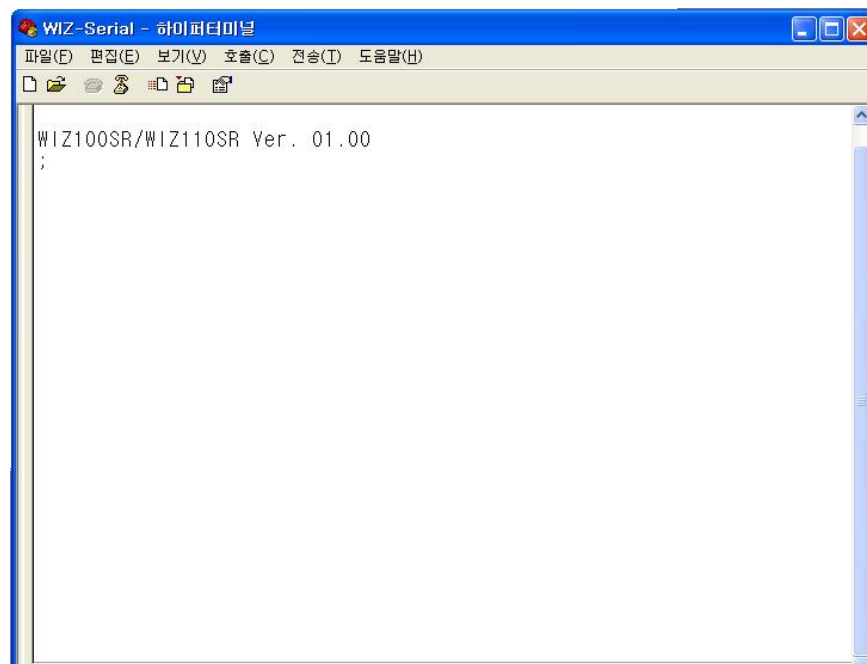 WIZ-Serial - 하이퍼터미널
파일(F) 편집(E) 보기(V) 호출(C) 전송(T) 도움말(H)
WIZ100SR/WIZ110SR Ver. 01.00
;